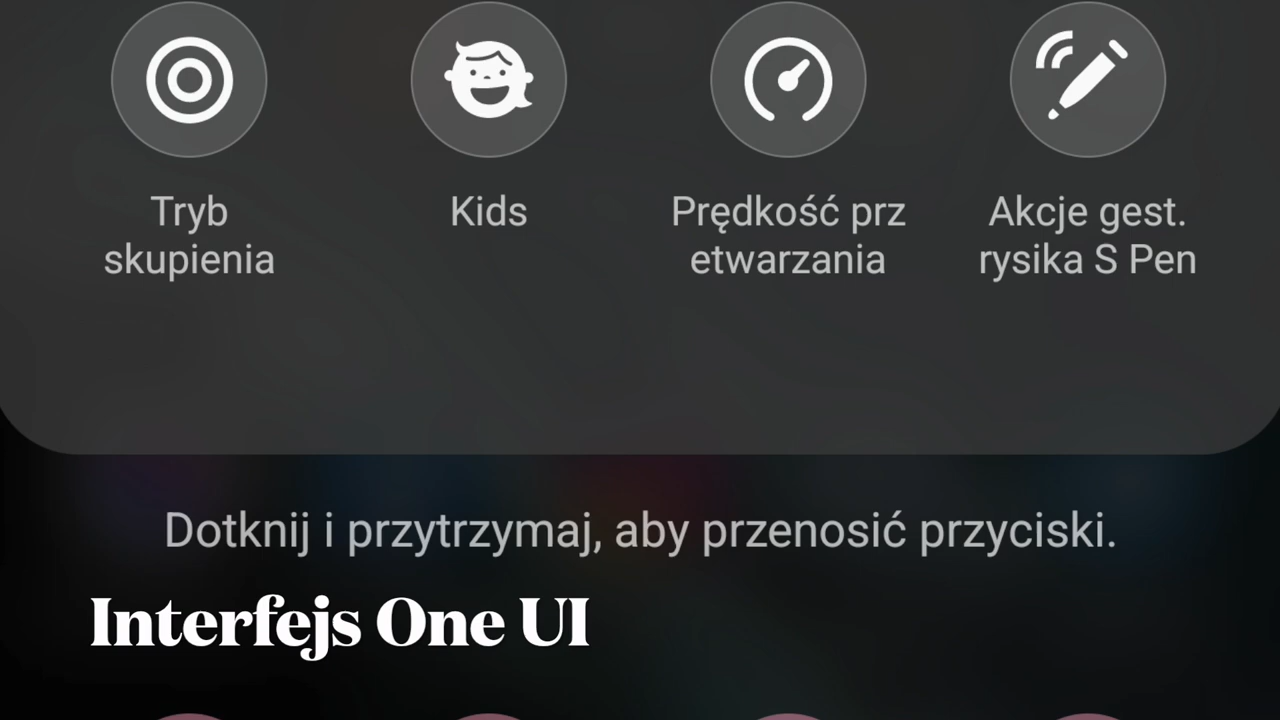 Tryb
skupienia
Kids
Prędkość prz
etwarzania
Akcje gest.
rysika S Pen
Dotknij i przytrzymaj, aby przenosić przyciski.
Interfejs One UI